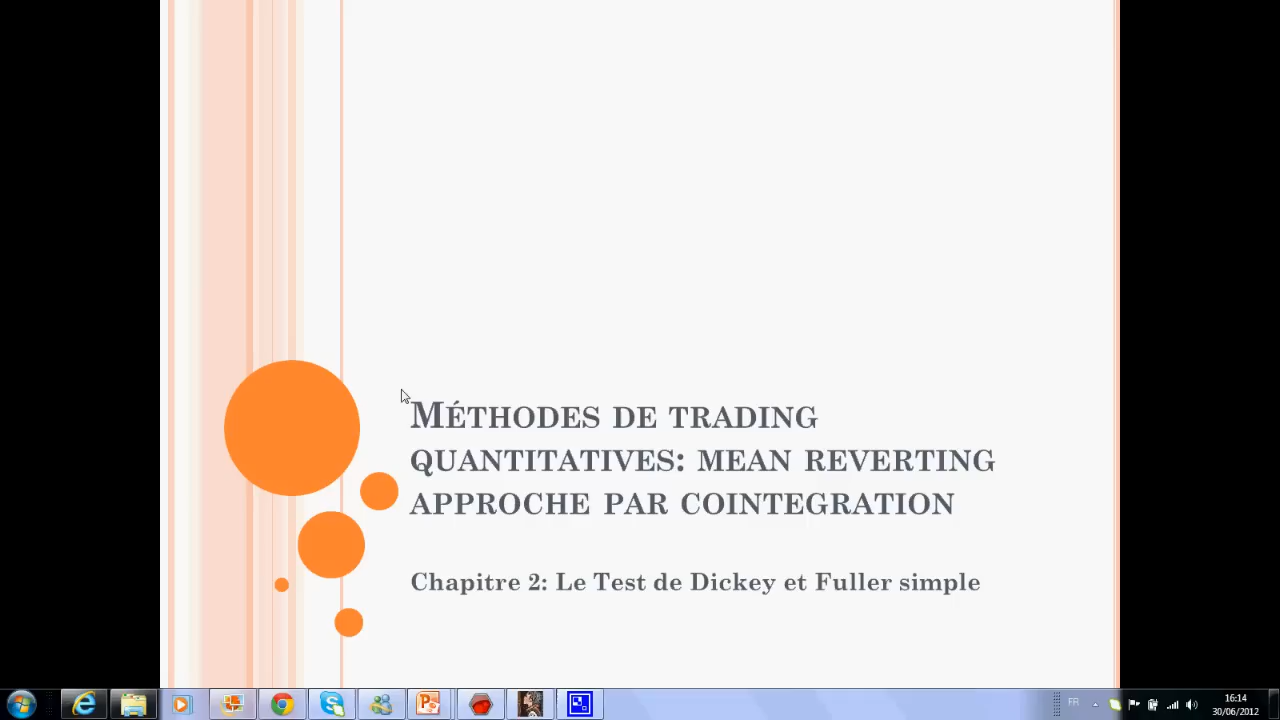 MÉTHODES DE TRADING
QUANTITATIVES: MEAN REVERTING
APPROCHE PAR COINTEGRATION
Chapitre 2: Le Test de Dickey et Fuller simple
FR
16:14
30/06/2012